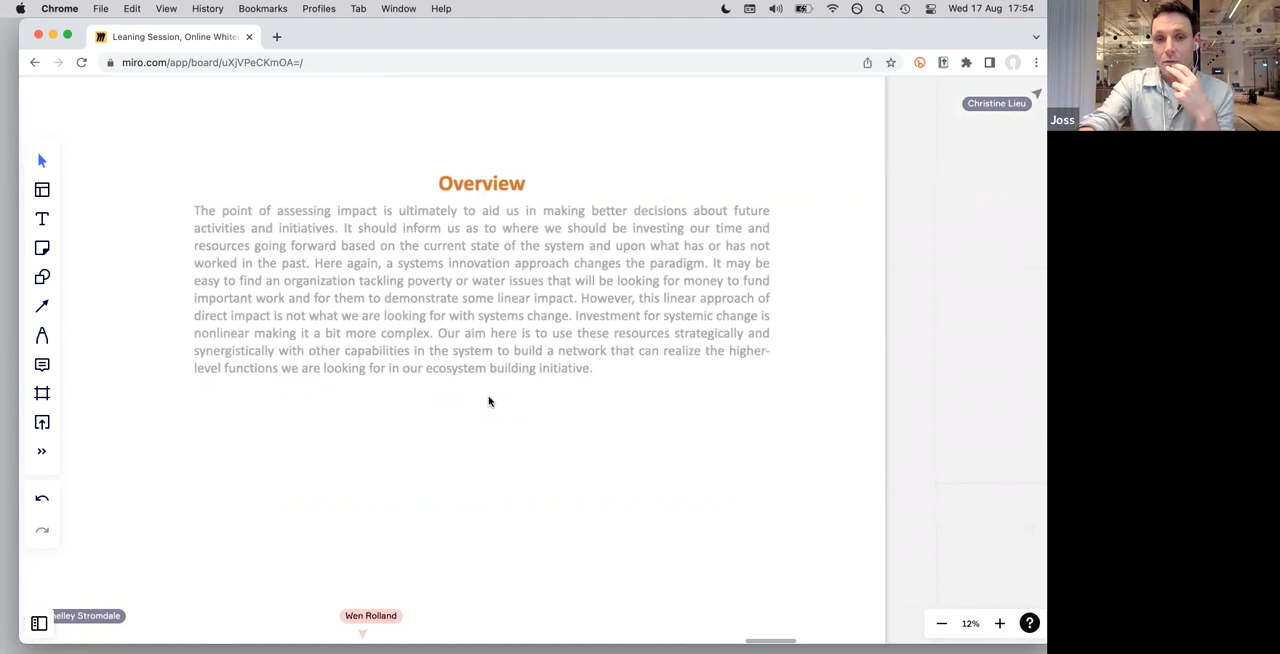 Chrome File Edit View History Bookmarks Profiles Tab Window Help Wed 17 Aug 17:54
Leaning Session, Online White
miro.com/app/board/uXjVPeCKmOA=/
Christine Lieu
Joss
Overview
The point of assessing impact is ultimately to aid us in making better decisions about future
activities and initiatives. It should inform us as to where we should be investing our time and
resources going forward based on the current state of the system and upon what has or has not
worked in the past. Here again, a systems innovation approach changes the paradigm. It may be
easy to find an organization tackling poverty or water issues that will be looking for money to fund
important work and for them to demonstrate some linear impact. However, this linear approach of
direct impact is not what we are looking for with systems change. Investment for systemic change is
nonlinear making it a bit more complex. Our aim here is to use these resources strategically and
synergistically with other capabilities in the system to build a network that can realize the higher-
level functions we are looking for in our ecosystem building initiative.
elley Stromdale
Wen Rolland
12%